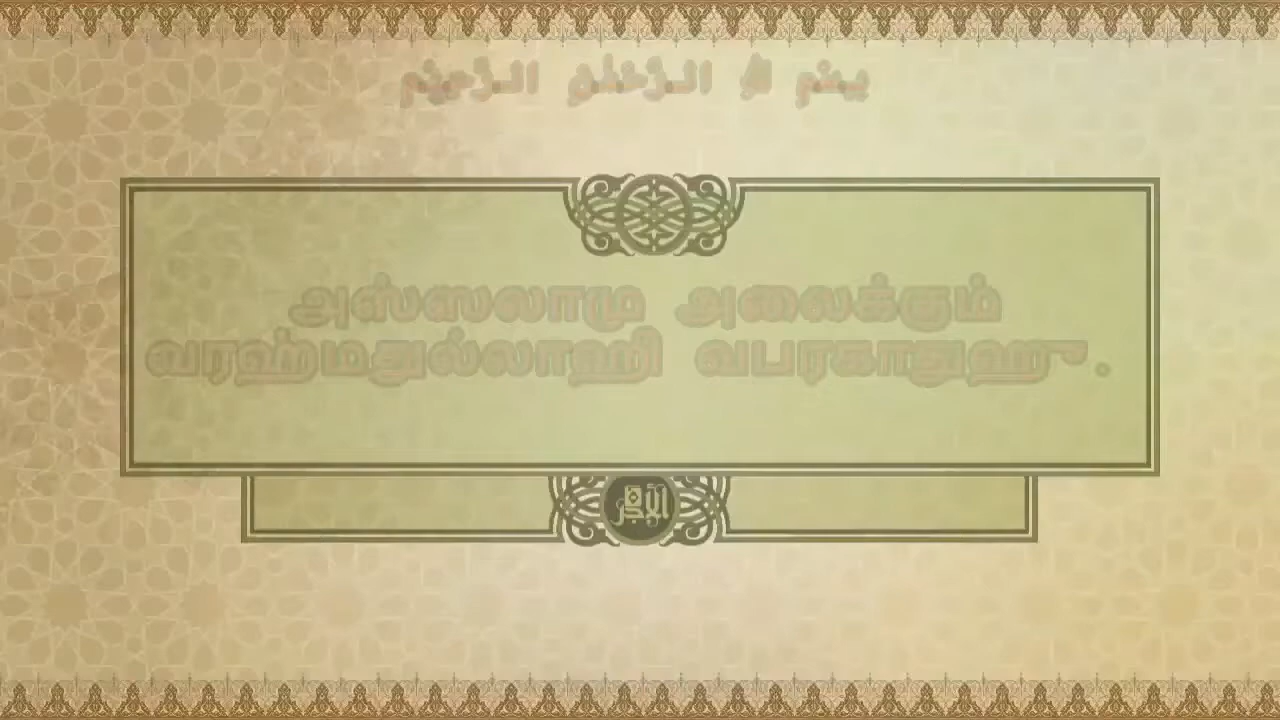 بسم الله الرحمن الرحيم
அஸ்ஸலாமு அலைக்கும்
வரஹ்மதுல்லாஹி வபரகாதுஹு.